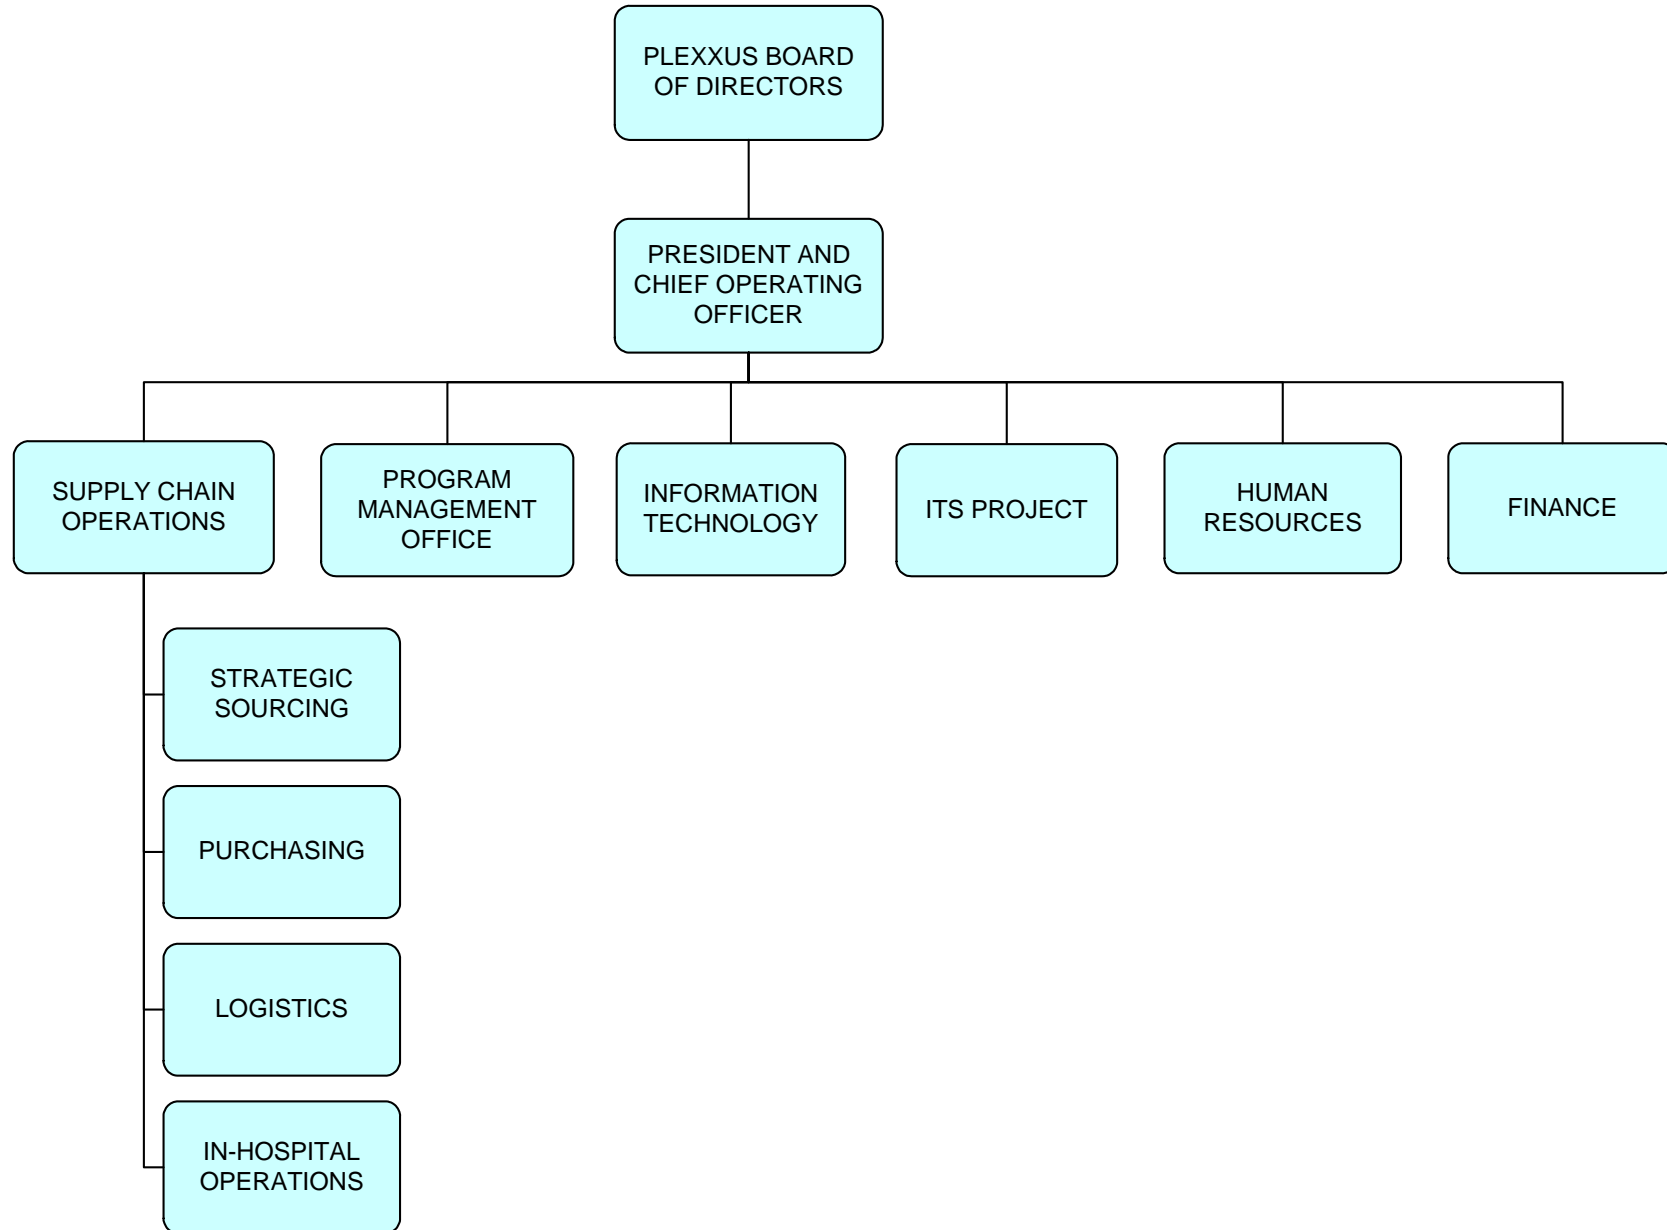 PLEXXUS BOARD
OF DIRECTORS
PRESIDENT AND
CHIEF OPERATING
OFFICER
SUPPLY CHAIN
OPERATIONS
PROGRAM
MANAGEMENT
OFFICE
INFORMATION
TECHNOLOGY
ITS PROJECT
HUMAN
RESOURCES
FINANCE
STRATEGIC
SOURCING
PURCHASING
LOGISTICS
IN-HOSPITAL
OPERATIONS